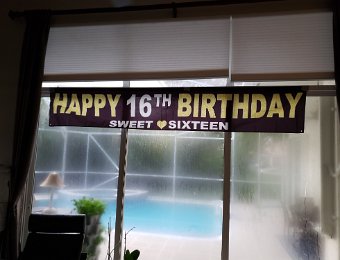 HAPPY 16TH BIRTHDAY
SWEET SIXTEEN